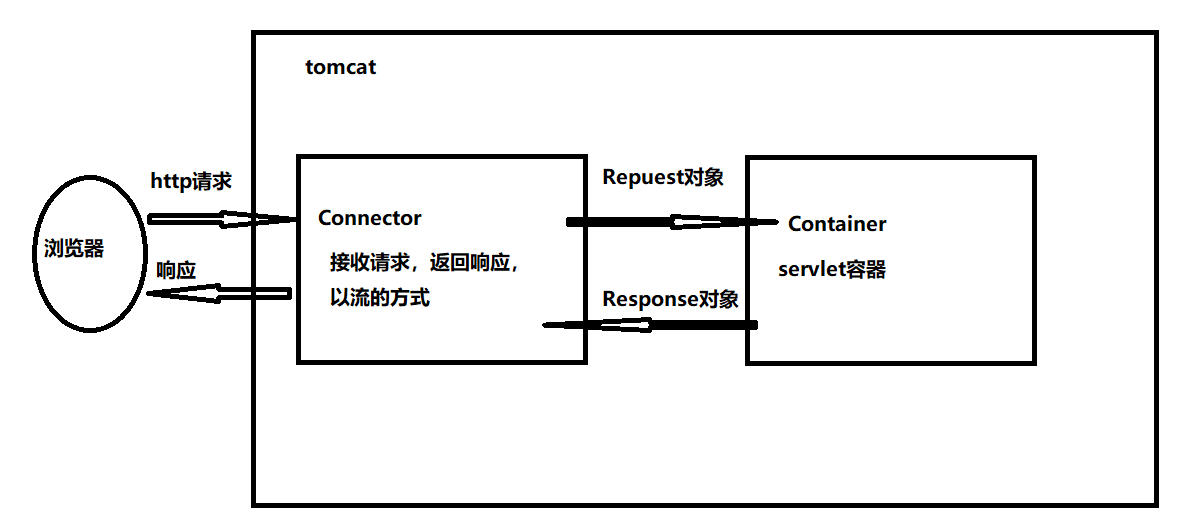 tomcat
http请求
Repuest对象
Connector
Container
浏览器
接收请求，返回响应，
servlet容器
响应
以流的方式
Response对象